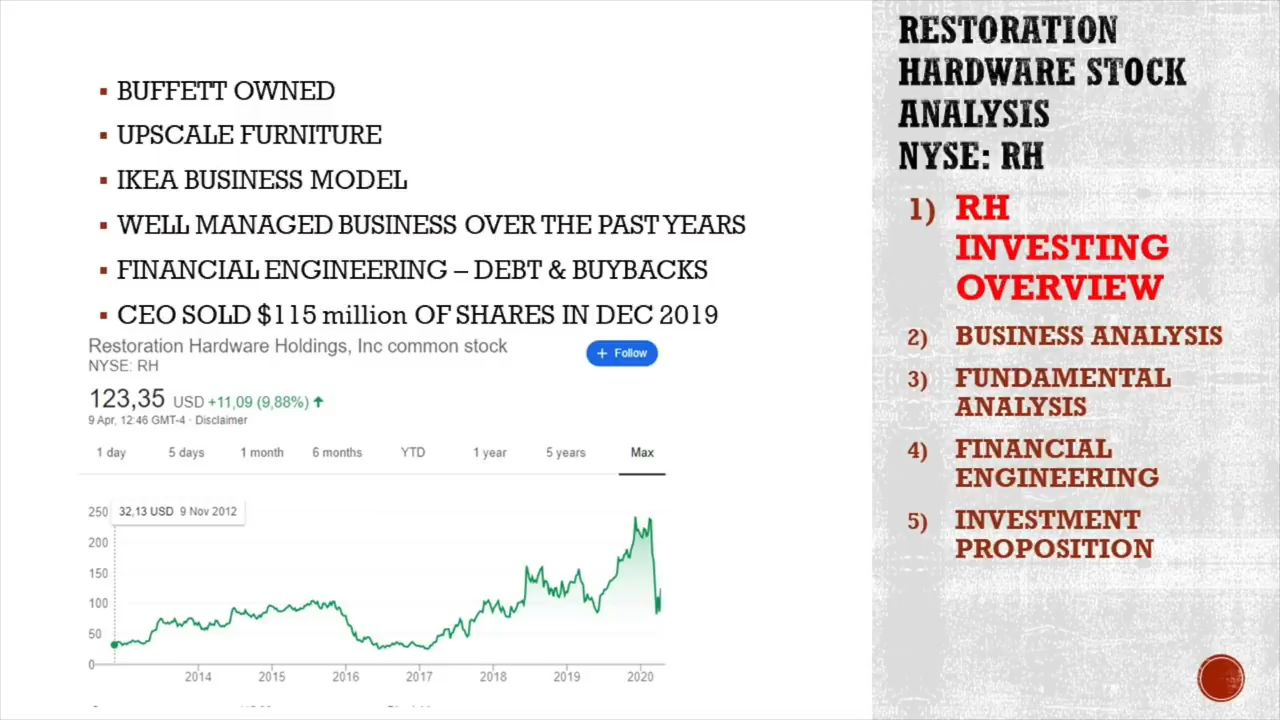 BUFFETT OWNED
UPSCALE FURNITURE
IKEA BUSINESS MODEL
WELL MANAGED BUSINESS OVER THE PAST YEARS
FINANCIAL ENGINEERING – DEBT & BUYBACKS
CEO SOLD $115 million OF SHARES IN DEC 2019
Restoration Hardware Holdings, Inc common stock
NYSE: RH
+ Follow
123,35 USD +11,09 (9,88%)
9 Apr, 12:46 GMT-4 · Disclaimer
1 day 5 days 1 month 6 months YTD 1 year 5 years Max
32,13 USD 9 Nov 2012
250
200
150
100
50
0
2014 2015 2016 2017 2018 2019 2020
RESTORATION
HARDWARE STOCK
ANALYSIS
NYSE: RH
1) RH
INVESTING
OVERVIEW
2) BUSINESS ANALYSIS
3) FUNDAMENTAL
ANALYSIS
4) FINANCIAL
ENGINEERING
5) INVESTMENT
PROPOSITION